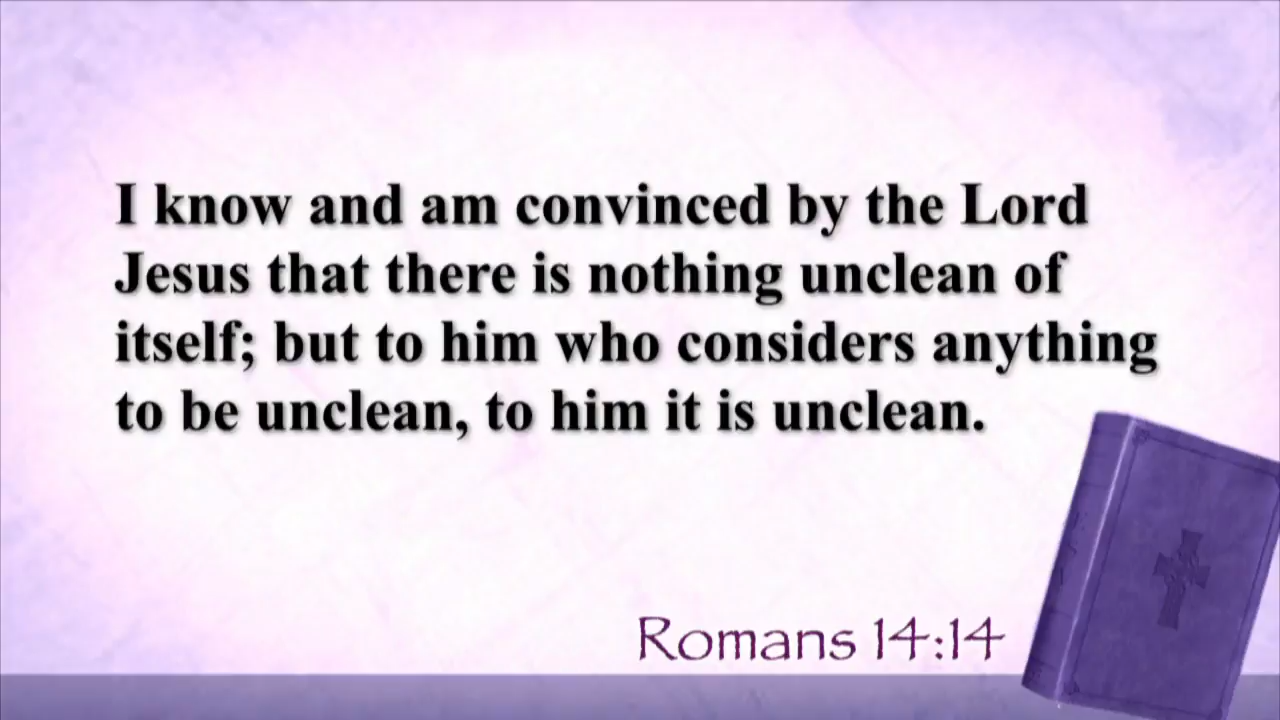 I know and am convinced by the Lord
Jesus that there is nothing unclean of
itself; but to him who considers anything
to be unclean, to him it is unclean.
Romans 14:14